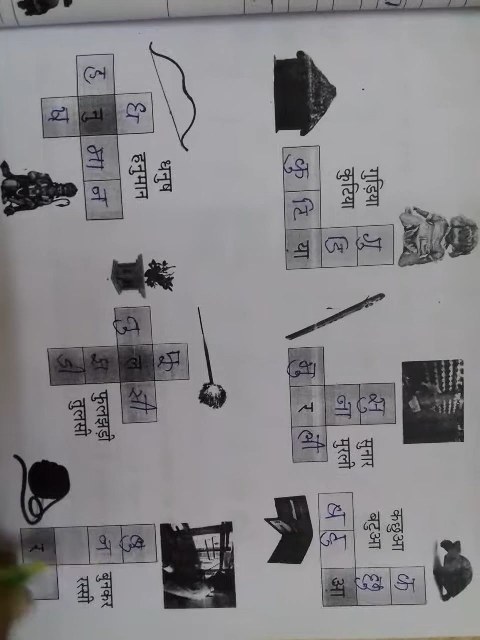 गुड़िया
कुटिया
गु
ड़ि
कु टि या
सुनार
मुरली
सु
ना
मु र ली
कछुआ
बटुआ
क
छु
ब टु आ
धनुष
हनुमान
ध
ह नु मा न
ष
फुलझड़ी
तुलसी
फु
तु ल सी
झ
ड़ी
बुनकर
रस्सी
बु
न
र